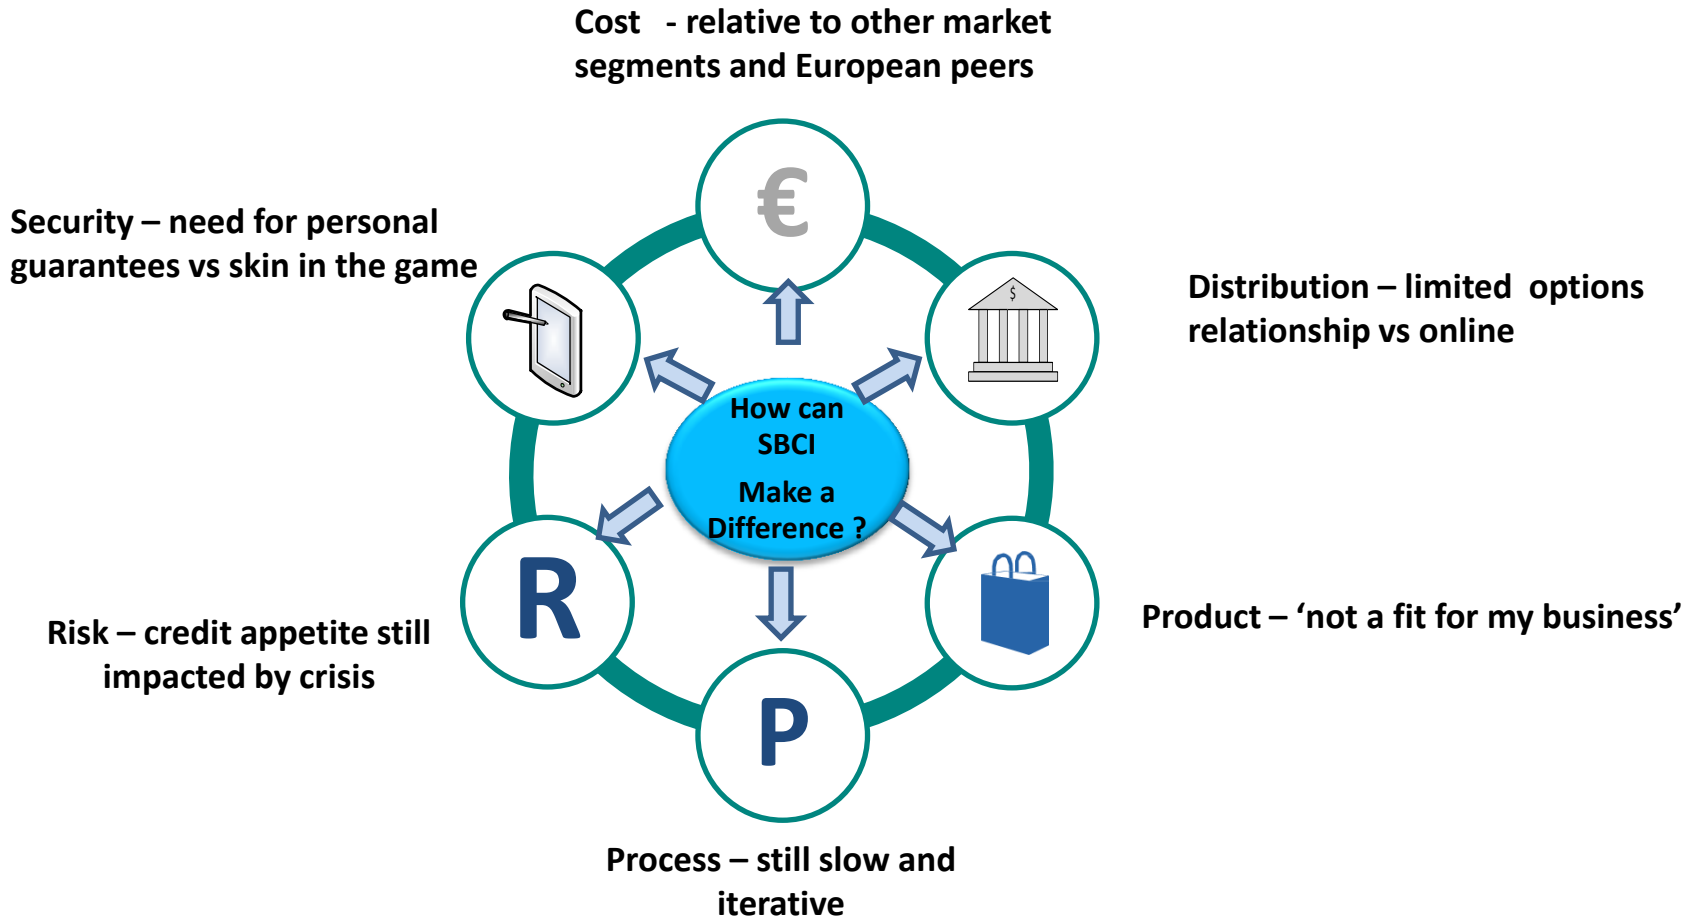 Cost - relative to other market
segments and European peers
€
Security – need for personal
guarantees vs skin in the game
$
Distribution – limited options
relationship vs online
How can
SBCI
Make a
Difference ?
R
Risk – credit appetite still
impacted by crisis
Product – ‘not a fit for my business’
P
Process – still slow and
iterative